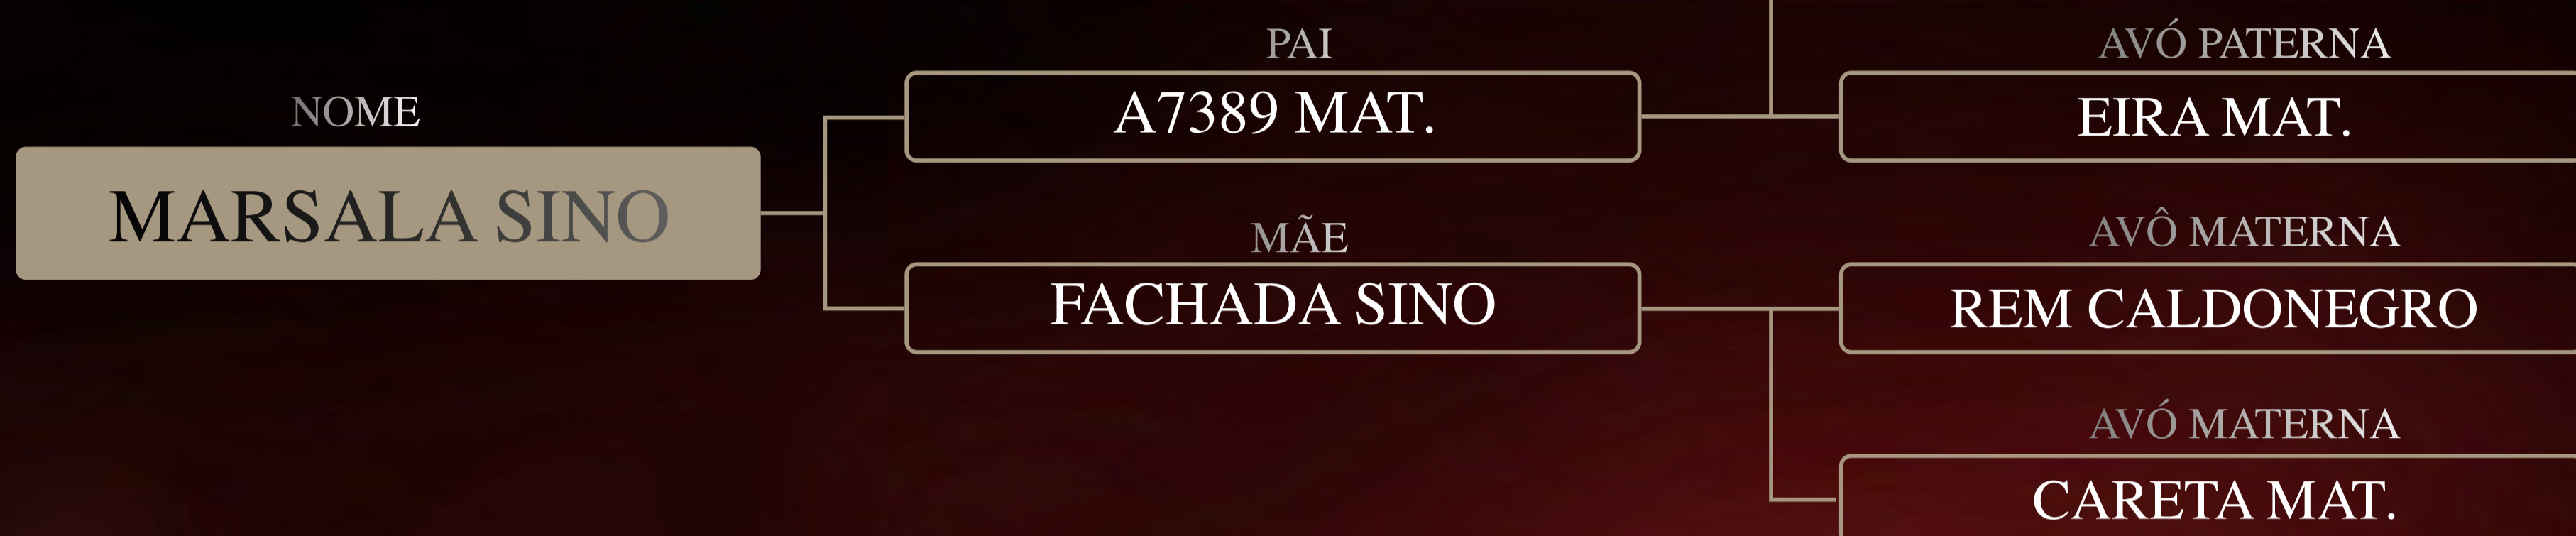 NOME
MARSALA SINO
PAI
A7389 MAT.
MÃE
FACHADA SINO
AVÓ PATERNA
EIRA MAT.
AVÔ MATERNA
REM CALDONEGRO
AVÓ MATERNA
CARETA MAT.